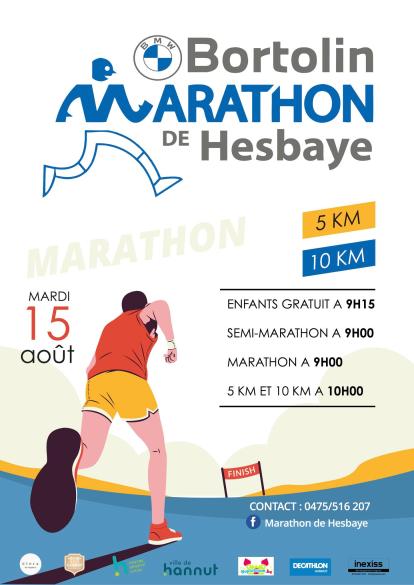 BMW
Bortolin
MARATHON
DE Hesbaye
5 KM
10 KM
MARATHON
MARDI
15
août
ENFANTS GRATUIT A 9H15
SEMI-MARATHON A 9H00
MARATHON A 9H00
5 KM ET 10 KM A 10H00
FINISH
CONTACT : 0475/516 207
Marathon de Hesbaye
ville de
hannut
DECATHLON
inexiss